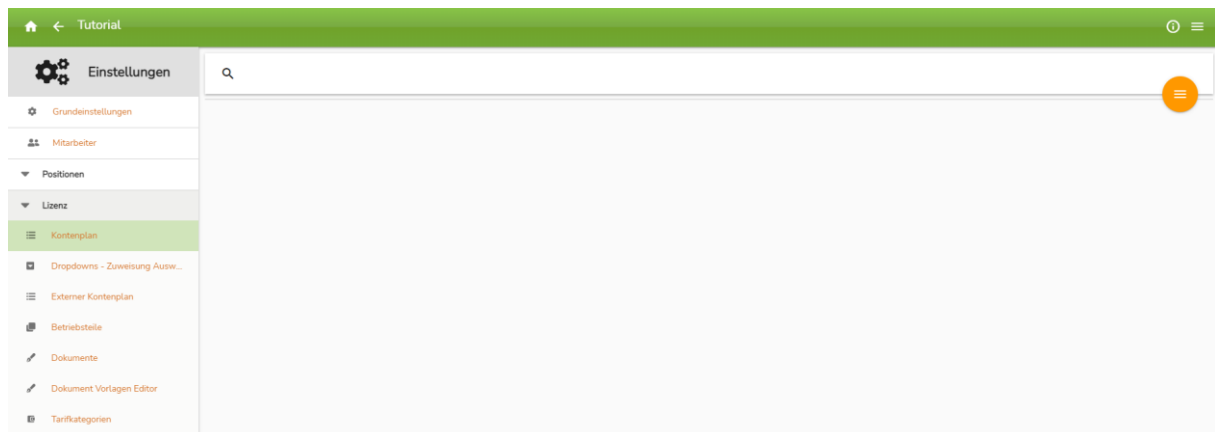 Tutorial
Einstellungen
Grundeinstellungen
Mitarbeiter
Positionen
Lizenz
Kontenplan
Dropdowns - Zuweisung Ausw...
Externer Kontenplan
Betriebsteile
Dokumente
Dokument Vorlagen Editor
Tarifkategorien